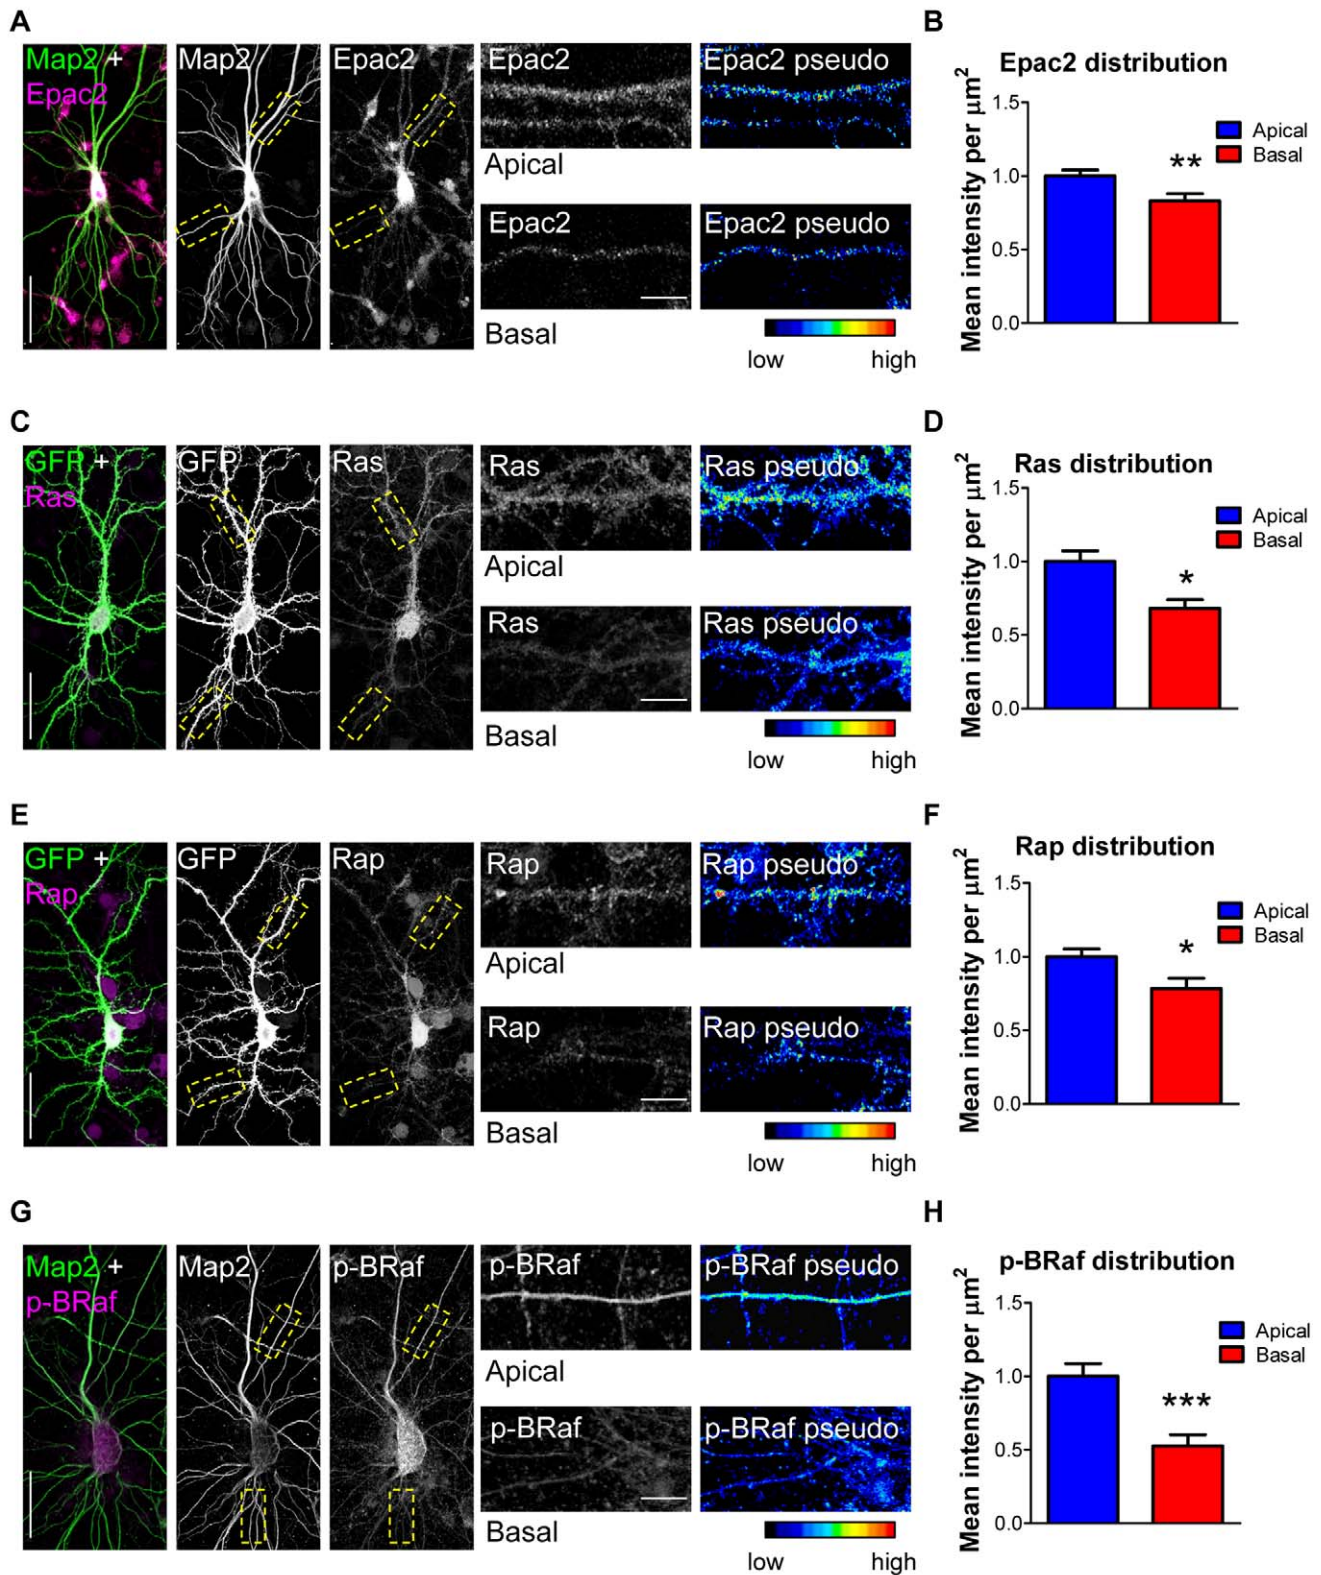 A
Map2 +
Epac2
Map2
Epac2
Epac2
Epac2 pseudo
Apical
Epac2
Epac2 pseudo
Basal
low high
B
Epac2 distribution
Mean intensity per μm2
1.5
1.0
0.5
0.0
**
Apical
Basal
C
GFP +
Ras
GFP
Ras
Ras
Ras pseudo
Apical
Ras
Ras pseudo
Basal
low high
D
Ras distribution
Mean intensity per μm2
1.5
1.0
0.5
0.0
*
Apical
Basal
E
GFP +
Rap
GFP
Rap
Rap
Rap pseudo
Apical
Rap
Rap pseudo
Basal
low high
F
Rap distribution
Mean intensity per μm2
1.5
1.0
0.5
0.0
*
Apical
Basal
G
Map2 +
p-BRaf
Map2
p-BRaf
p-BRaf
p-BRaf pseudo
Apical
p-BRaf
p-BRaf pseudo
Basal
low high
H
p-BRaf distribution
Mean intensity per μm2
1.5
1.0
0.5
0.0
***
Apical
Basal